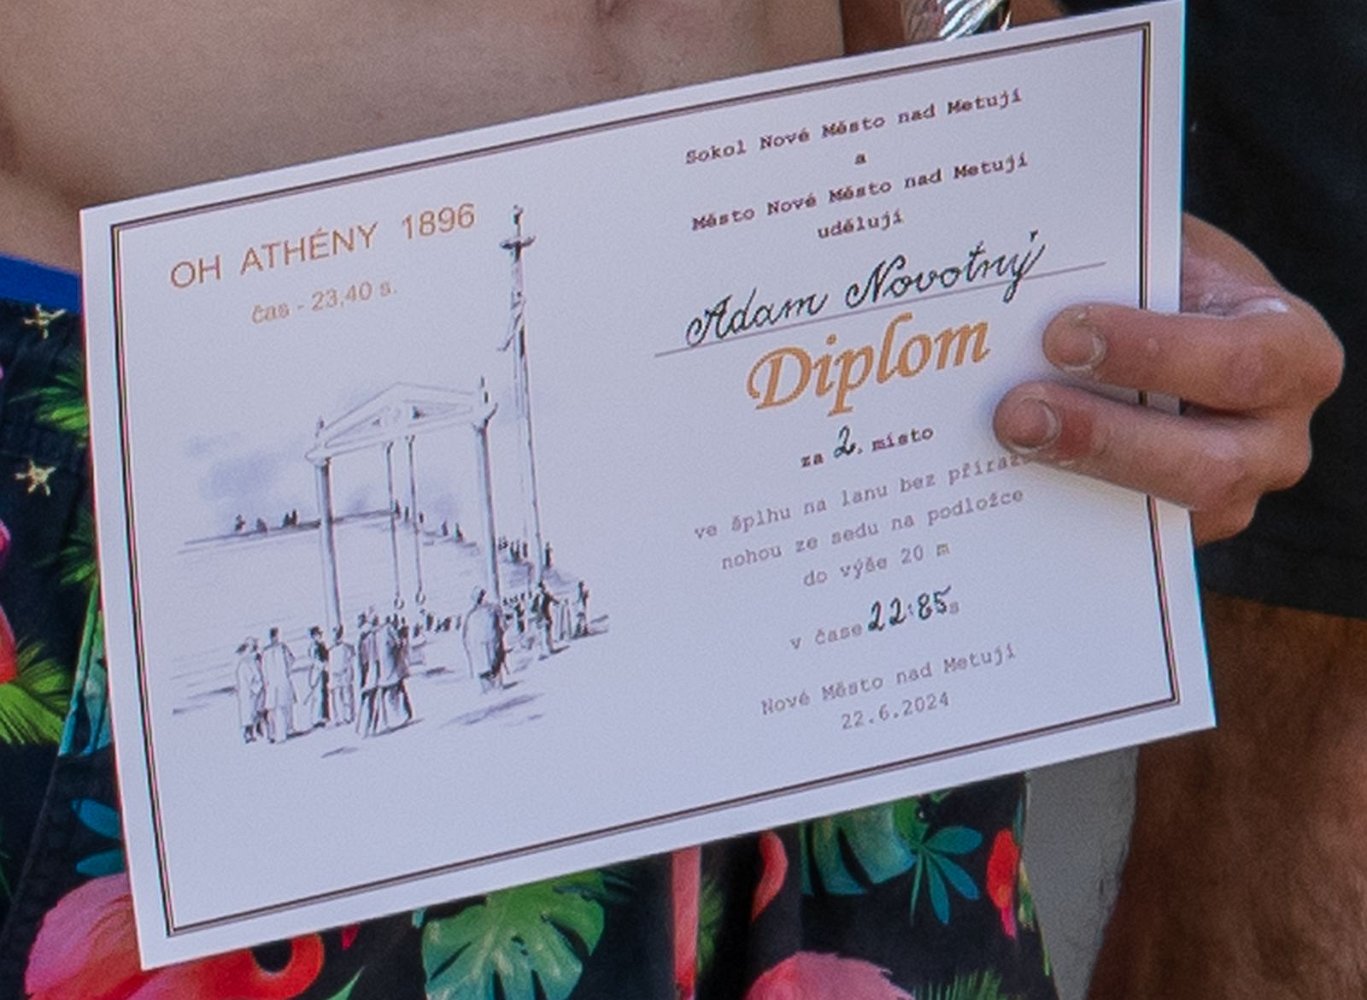 OH ATHÉNY 1896
čas - 23,40 s.
Sokol Nové Město nad Metují
a
Město Nové Město nad Metují
udělují
Adam Novotný
Diplom
za 2. místo
ve šplhu na lanu bez
nohou ze sedu na podložce
do výše 20 m
v čase 22:85s
Nové Město nad Metují
22.6.2024